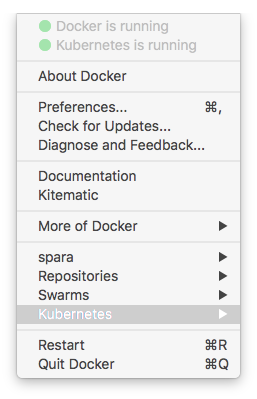 Docker is running
Kubernetes is running
About Docker
Preferences... ⌘,
Check for Updates...
Diagnose and Feedback...
Documentation
Kitematic
More of Docker
spara
Repositories
Swarms
Kubernetes
Restart ⌘R
Quit Docker ⌘Q